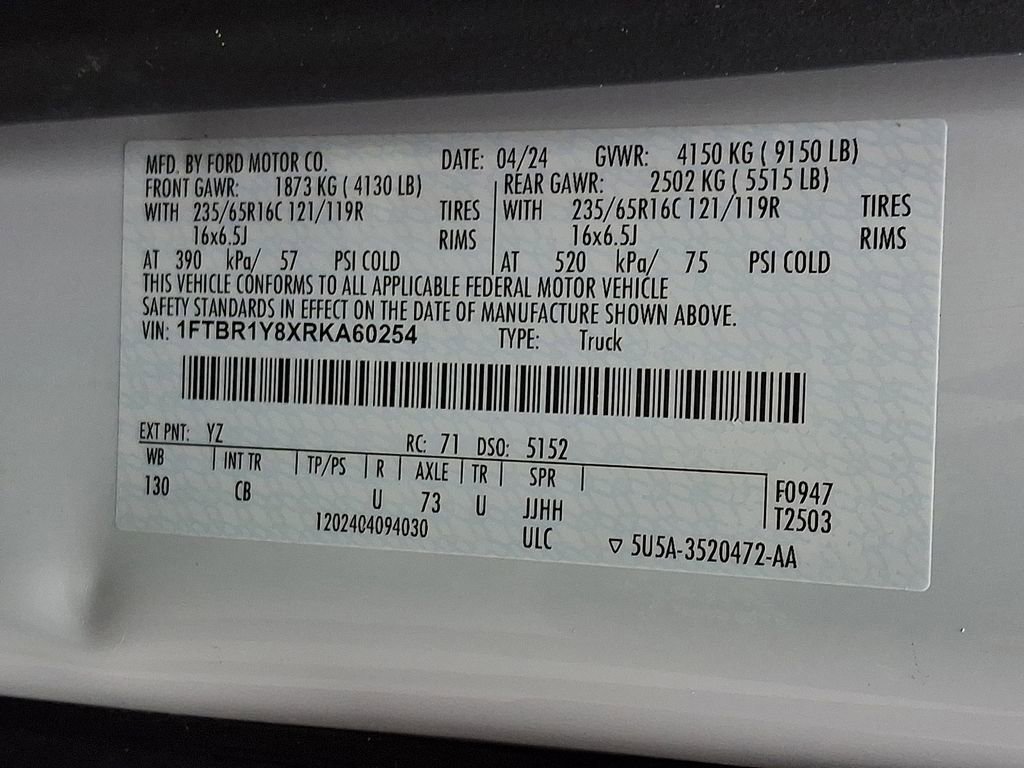 MFD. BY FORD MOTOR CO. DATE: 04/24 GVWR: 4150 KG ( 9150 LB)
FRONT GAWR: 1873 KG ( 4130 LB) REAR GAWR: 2502 KG ( 5515 LB)
WITH 235/65R16C 121/119R TIRES WITH 235/65R16C 121/119R TIRES
16x6.5J RIMS 16x6.5J RIMS
AT 390 kPa/ 57 PSI COLD AT 520 kPa/ 75 PSI COLD
THIS VEHICLE CONFORMS TO ALL APPLICABLE FEDERAL MOTOR VEHICLE
SAFETY STANDARDS IN EFFECT ON THE DATE OF MANUFACTURE SHOWN ABOVE.
VIN: 1FTBR1Y8XRKA60254 TYPE: Truck
EXT PNT: YZ RC: 71 DSO: 5152
WB INT TR TP/PS R AXLE TR SPR
130 CB U 73 U JJHH F0947
T2503
1202404094030 ULC ▽ 5U5A-3520472-AA